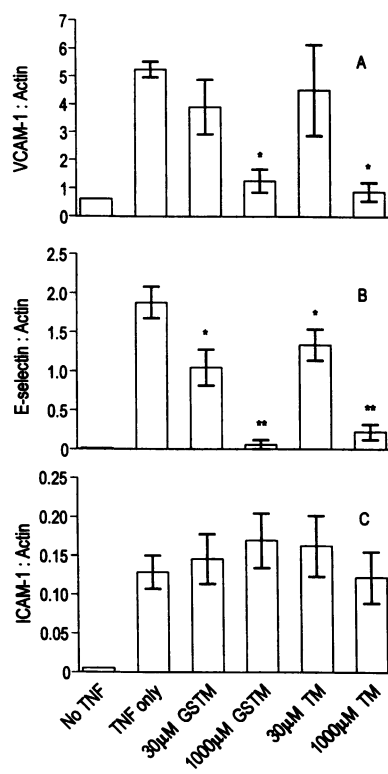 7
6
5
4
3
2
1
0
VCAM-1 : Actin
A
*
*
2.5
2.0
1.5
1.0
0.5
0
E-selectin : Actin
B
*
**
*
**
0.25
0.20
0.15
0.10
0.05
0
ICAM-1 : Actin
C
No TNF
TNF only
30µM GSTM
1000µM GSTM
30µM TM
1000µM TM